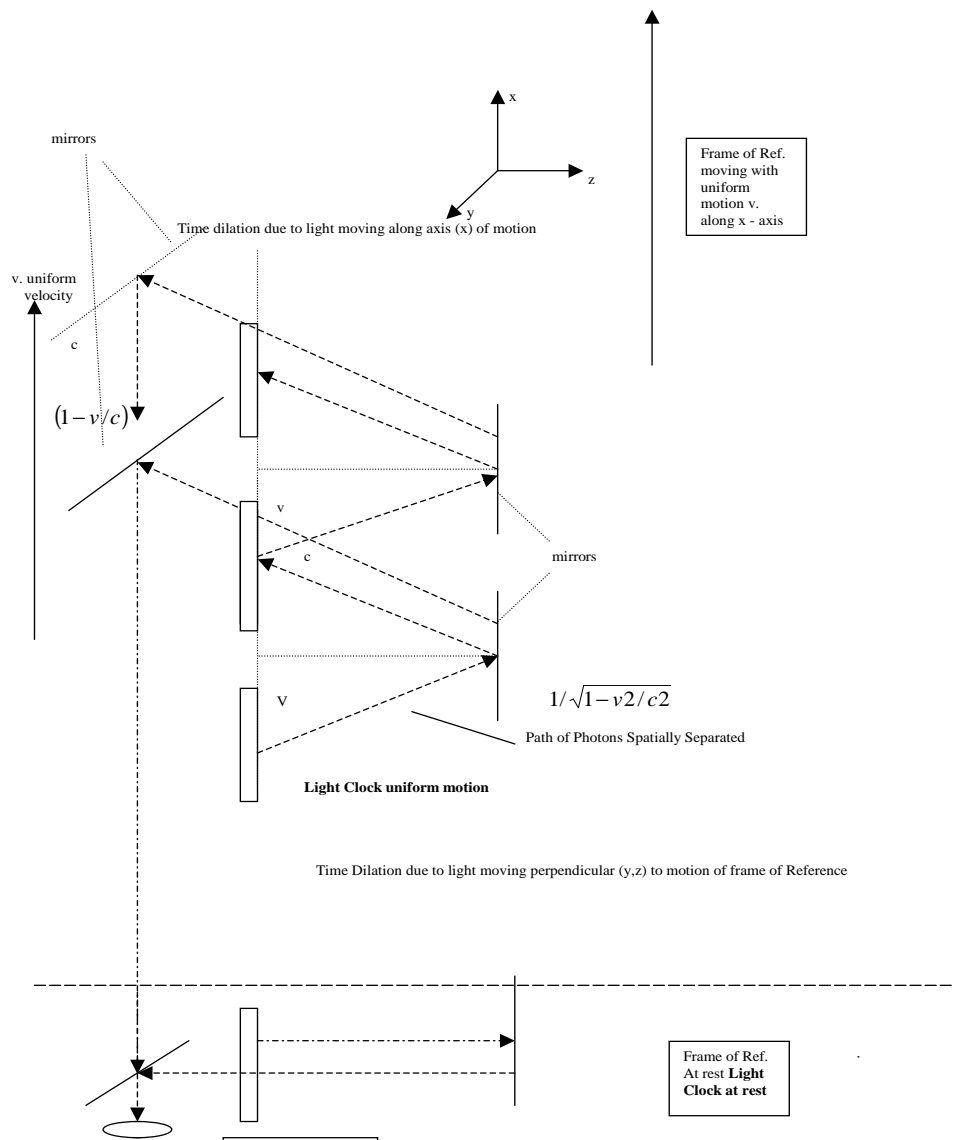 x
mirrors
Frame of Ref.
moving with
uniform
motion v.
along x - axis
z
y
Time dilation due to light moving along axis (x) of motion
v. uniform
velocity
c
(1 − v/c)
v
c
mirrors
V
1/√1 − v2/c2
Path of Photons Spatially Separated
Light Clock uniform motion
Time Dilation due to light moving perpendicular (y,z) to motion of frame of Reference
Frame of Ref.
At rest Light
Clock at rest